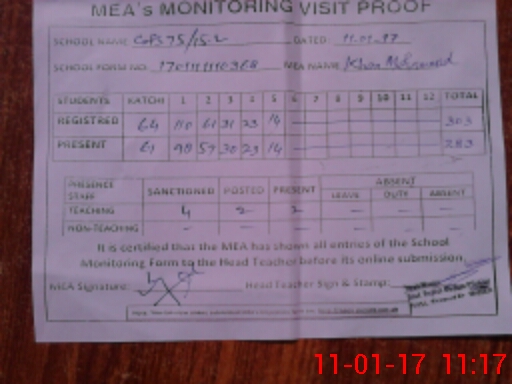 MEA's MONITORING VISIT PROOF
SCHOOL NAME GGPS 75/15-L DATED: 11-01-17
SCHOOL FORM NO. MEA NAME Khan Mohammad
STUDENTS KATCHI 1 2 3 4 5 6 7 8 9 10 11 12 TOTAL
REGISTRED 64 110 61 31 23 14 303
PRESENT 61 98 57 30 23 14 283
PRESENCE STAFF SANCTIONED POSTED PRESENT ABSENT
LEAVE DUTY ABSENT
TEACHING 4 2 2 — — —
NON-TEACHING — — — — — —
It is certified that the MEA has shown all entries of the School
Monitoring Form to the Head Teacher before its online submission
MEA Signature: Head Teacher Sign & Stamp:
11-01-17 11:17